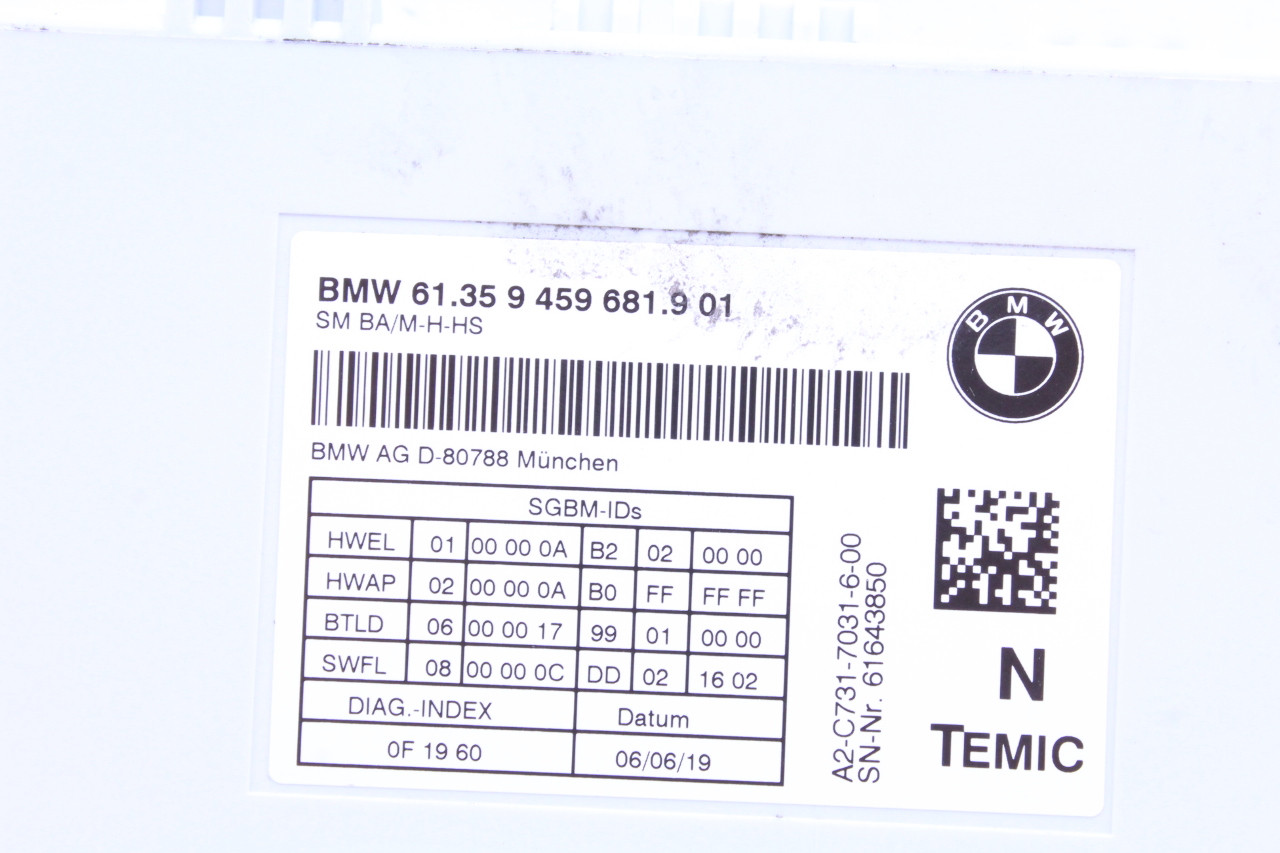 BMW 61.35 9 459 681.9 01
SM BA/M-H-HS
BMW
BMW AG D-80788 München
SGBM-IDs
HWEL 01 00 00 0A B2 02 00 00
HWAP 02 00 00 0A B0 FF FF FF
BTLD 06 00 00 17 99 01 00 00
SWFL 08 00 00 0C DD 02 16 02
DIAG.-INDEX Datum
0F 19 60 06/06/19
A2-C731-7031-6-00
SN-Nr. 61643850
N
TEMIC